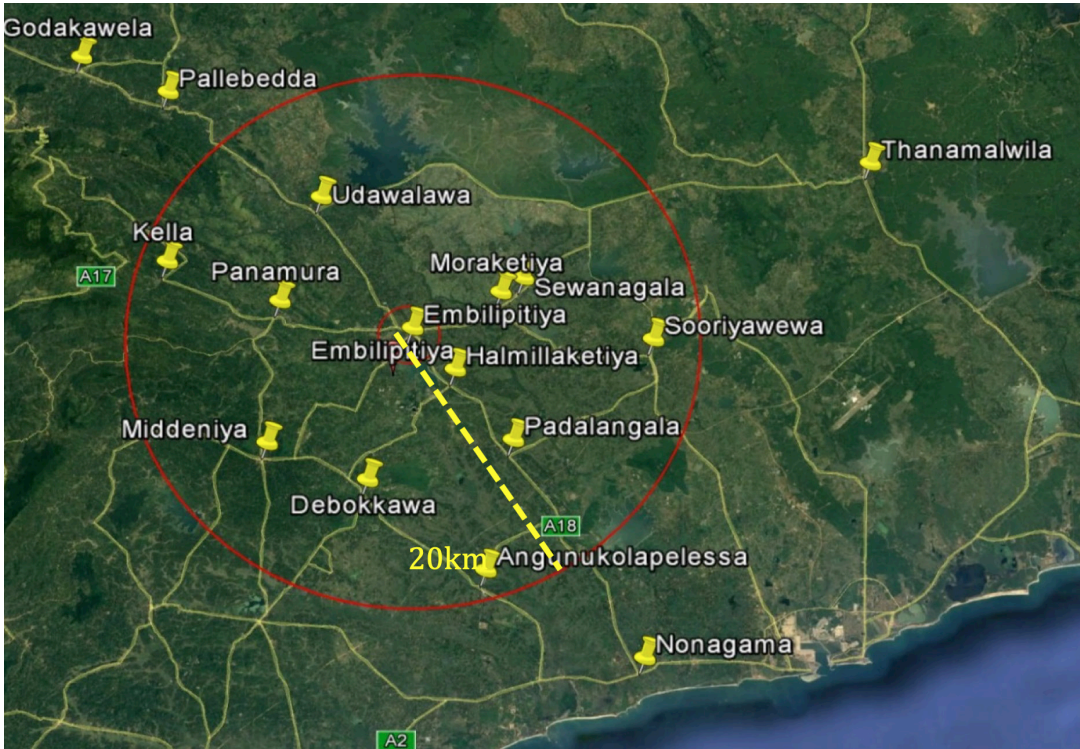 Godakawela
Pallebedda
Thanamalwila
Udawalawa
Kella
Moraketiya
A17
Panamura
Sewanagala
Embilipitiya
Sooriyawewa
Embilipitiya
Halmillaketiya
Middeniya
Padalangala
Debokkawa
A18
20km
Angunukolapelessa
Nonagama
A2